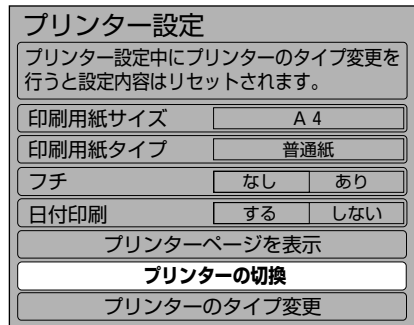 プリンター設定
プリンター設定中にプリンターのタイプ変更を
行うと設定内容はリセットされます。
印刷用紙サイズ A 4
印刷用紙タイプ 普通紙
フチ なし あり
日付印刷 する しない
プリンターページを表示
プリンターの切換
プリンターのタイプ変更